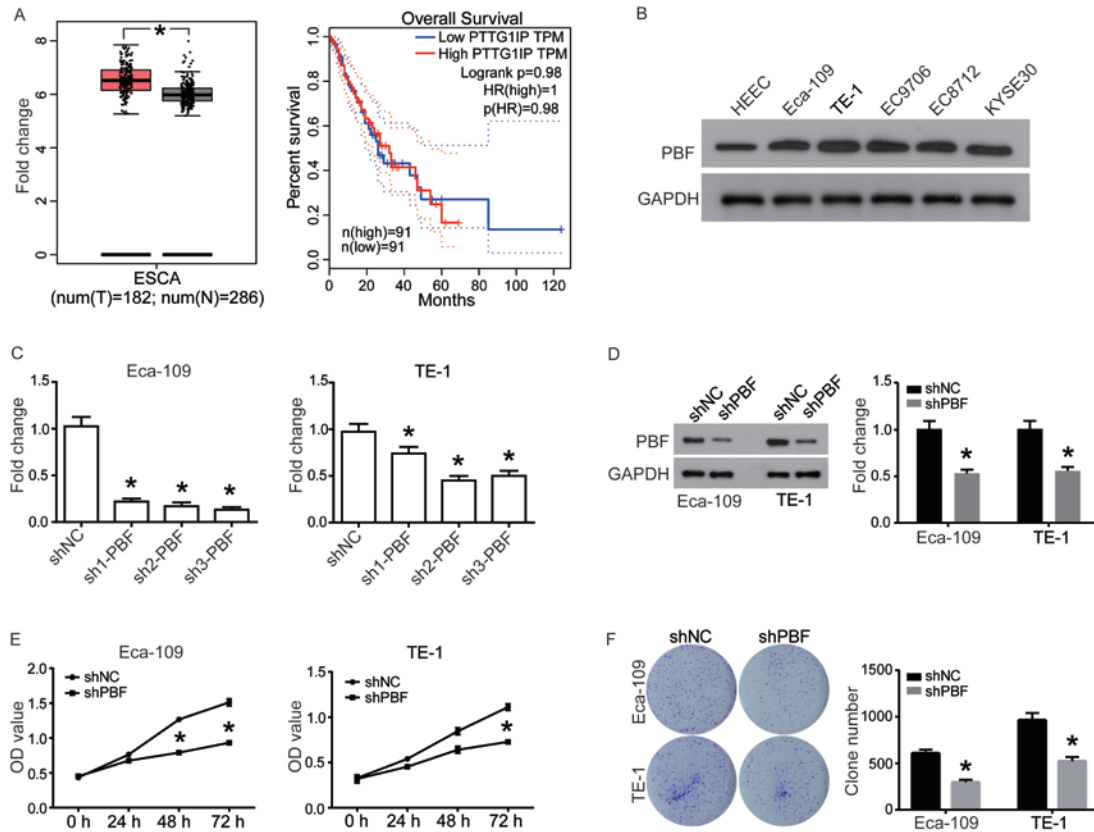 A
*
Fold change
8
6
4
2
0
ESCA
(num(T)=182; num(N)=286)
Overall Survival
Low PTTG1IP TPM
High PTTG1IP TPM
Logrank p=0.98
HR(high)=1
p(HR)=0.98
n(high)=91
n(low)=91
Percent survival
1.0
0.8
0.6
0.4
0.2
0.0
0 20 40 60 80 100 120
Months
B
HEEC Eca-109 TE-1 EC9706 EC8712 KYSE30
PBF
GAPDH
C
Eca-109
Fold change
1.5
1.0
0.5
0.0
* * *
shNC sh1-PBF sh2-PBF sh3-PBF
TE-1
Fold change
1.5
1.0
0.5
0.0
* * *
shNC sh1-PBF sh2-PBF sh3-PBF
D
shNC shPBF shNC shPBF
PBF
GAPDH
Eca-109 TE-1
shNC
shPBF
Fold change
1.5
1.0
0.5
0.0
* *
Eca-109 TE-1
E
Eca-109
shNC
shPBF
OD value
2.0
1.5
1.0
0.5
0.0
* *
0 h 24 h 48 h 72 h
TE-1
shNC
shPBF
OD value
1.5
1.0
0.5
0.0
*
0 h 24 h 48 h 72 h
F
shNC shPBF
Eca-109
TE-1
shNC
shPBF
Clone number
1500
1000
500
0
* *
Eca-109 TE-1